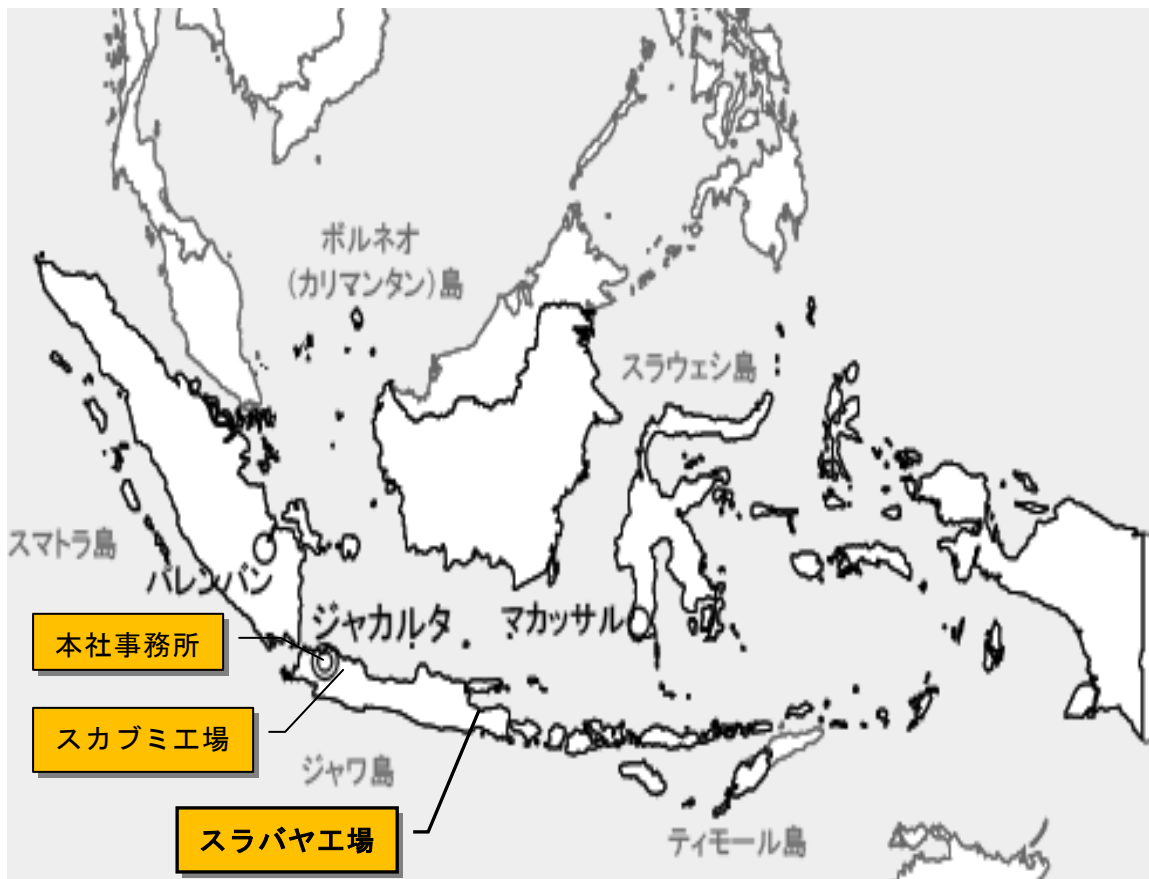 ボルネオ
(カリマンタン)島
スラウェシ島
スマトラ島
パレンバン
ジャカルタ
マカッサル
本社事務所
スカブミ工場
ジャワ島
スラバヤ工場
ティモール島